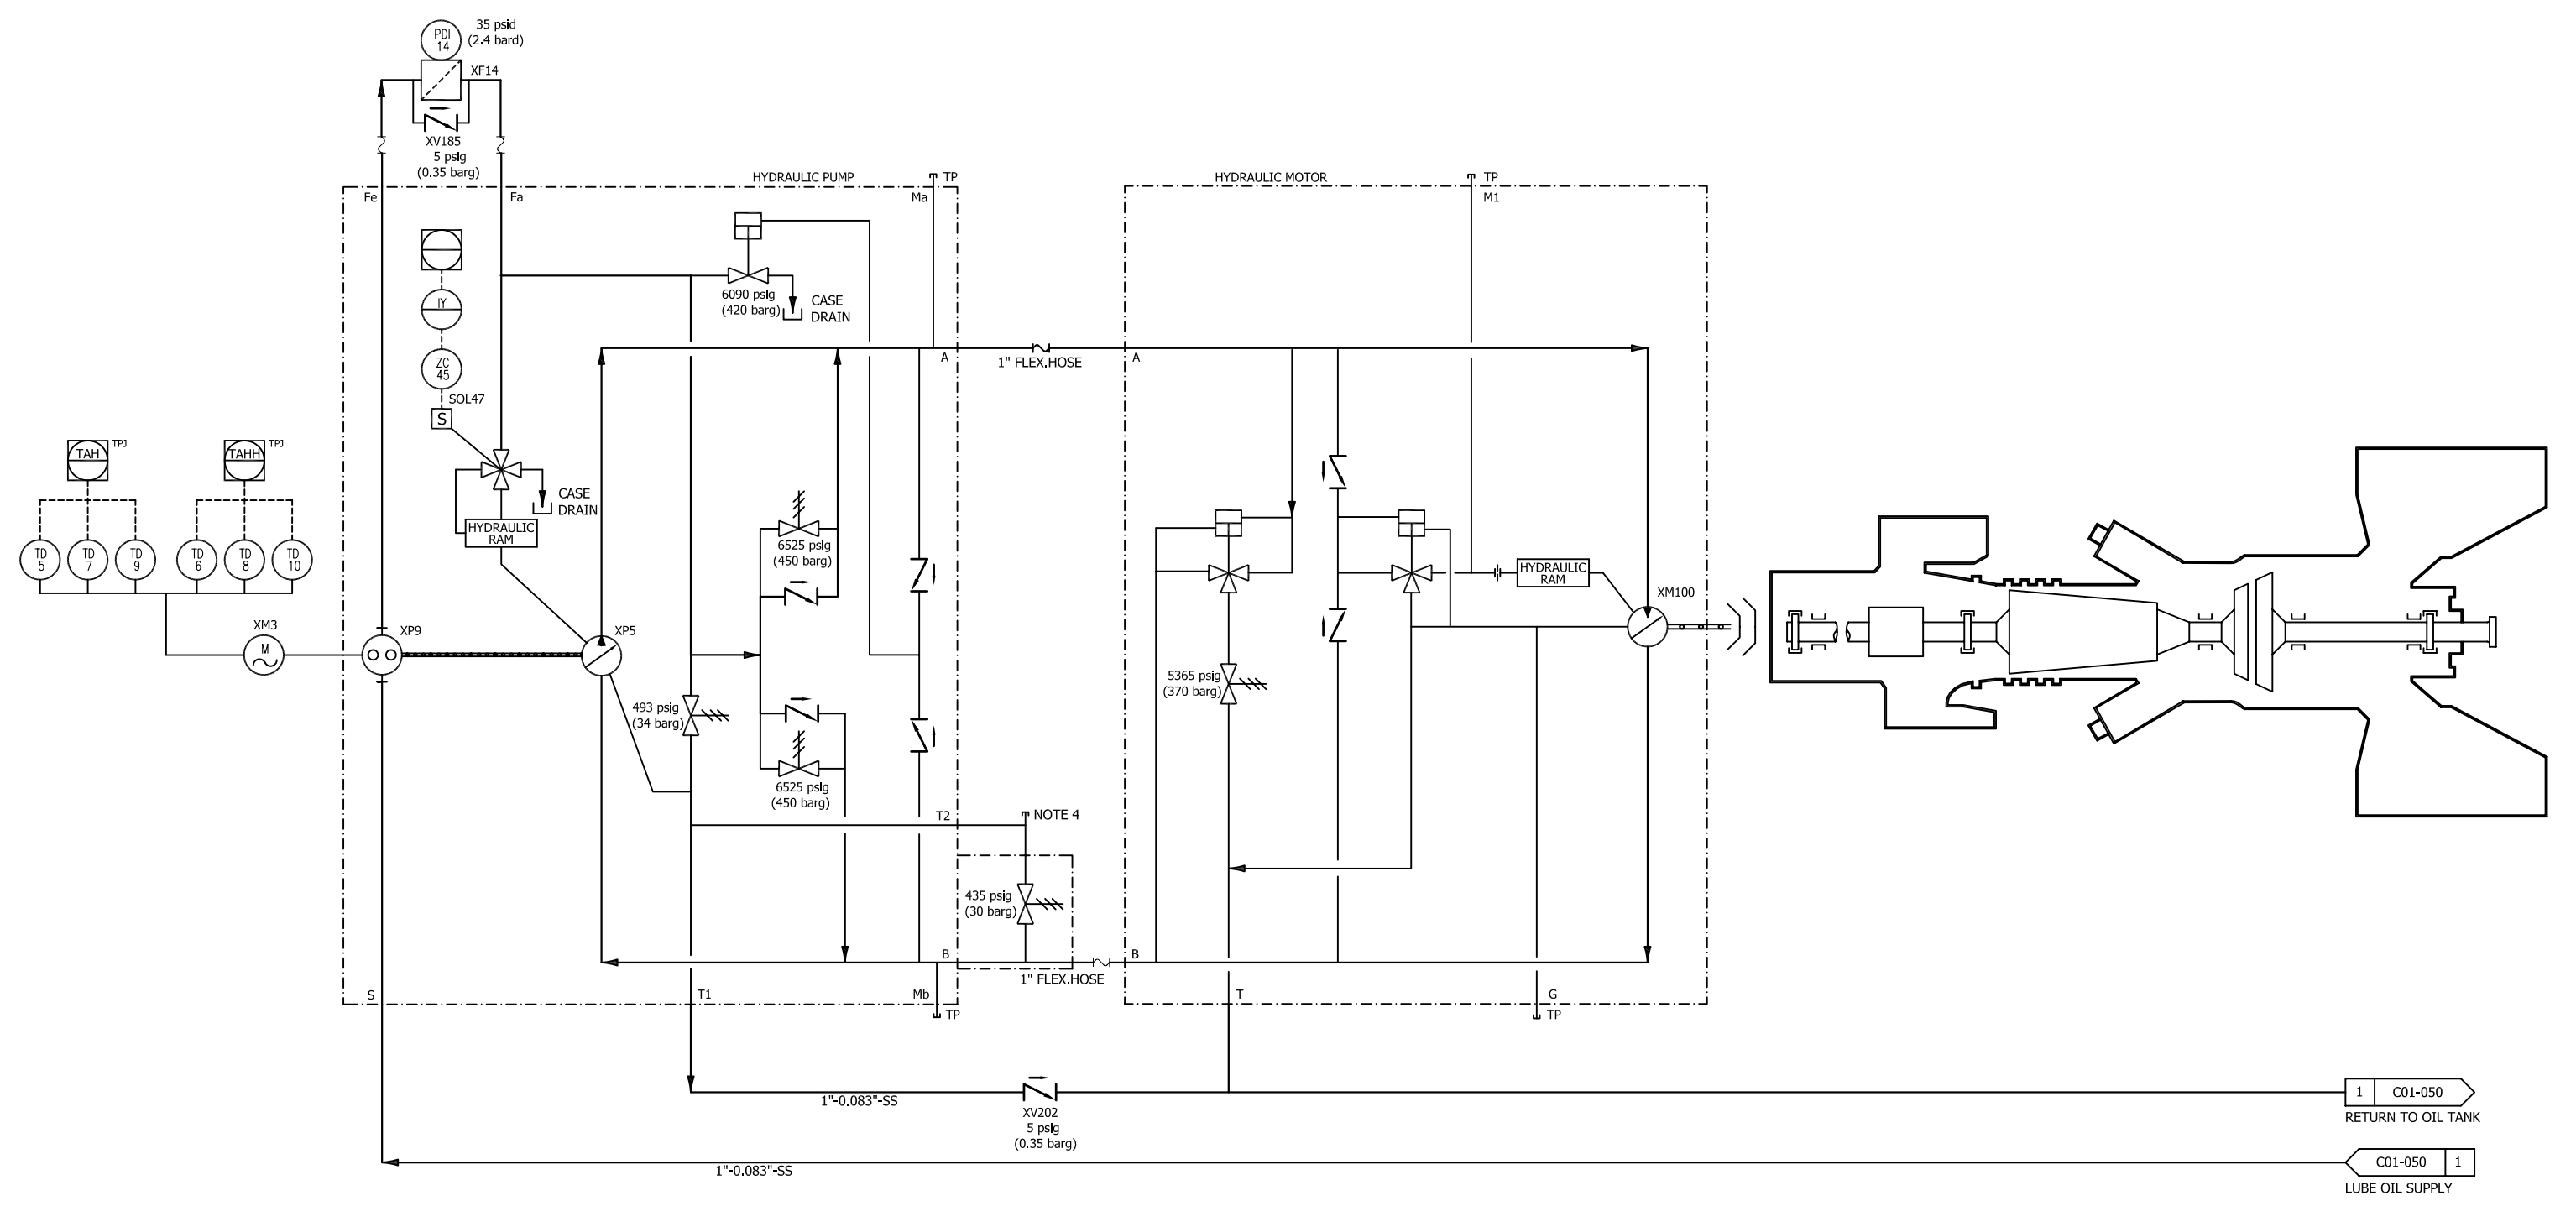 PDI
14
35 psid
(2.4 bard)
XF14
XV185
5 psig
(0.35 barg)
HYDRAULIC PUMP
TP
HYDRAULIC MOTOR
TP
Fe
Fa
Ma
M1
6090 psig
(420 barg)
CASE
DRAIN
IY
ZC
45
SOL47
S
A
1" FLEX.HOSE
A
TAH
TPJ
TAHH
TPJ
TD
5
TD
7
TD
9
TD
6
TD
8
TD
10
CASE
DRAIN
HYDRAULIC
RAM
6525 psig
(450 barg)
HYDRAULIC
RAM
XM3
M
XP9
XP5
XM100
493 psig
(34 barg)
5365 psig
(370 barg)
6525 psig
(450 barg)
T2
NOTE 4
435 psig
(30 barg)
B
B
1" FLEX.HOSE
S
T1
Mb
TP
T
G
TP
1"-0.083"-SS
XV202
5 psig
(0.35 barg)
1
C01-050
RETURN TO OIL TANK
1"-0.083"-SS
C01-050
1
LUBE OIL SUPPLY